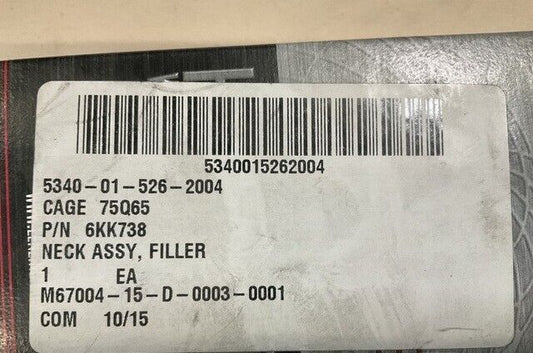 5340015262004
5340-01-526-2004
CAGE 75Q65
P/N 6KK738
NECK ASSY, FILLER
1 EA
M67004-15-D-0003-0001
COM 10/15